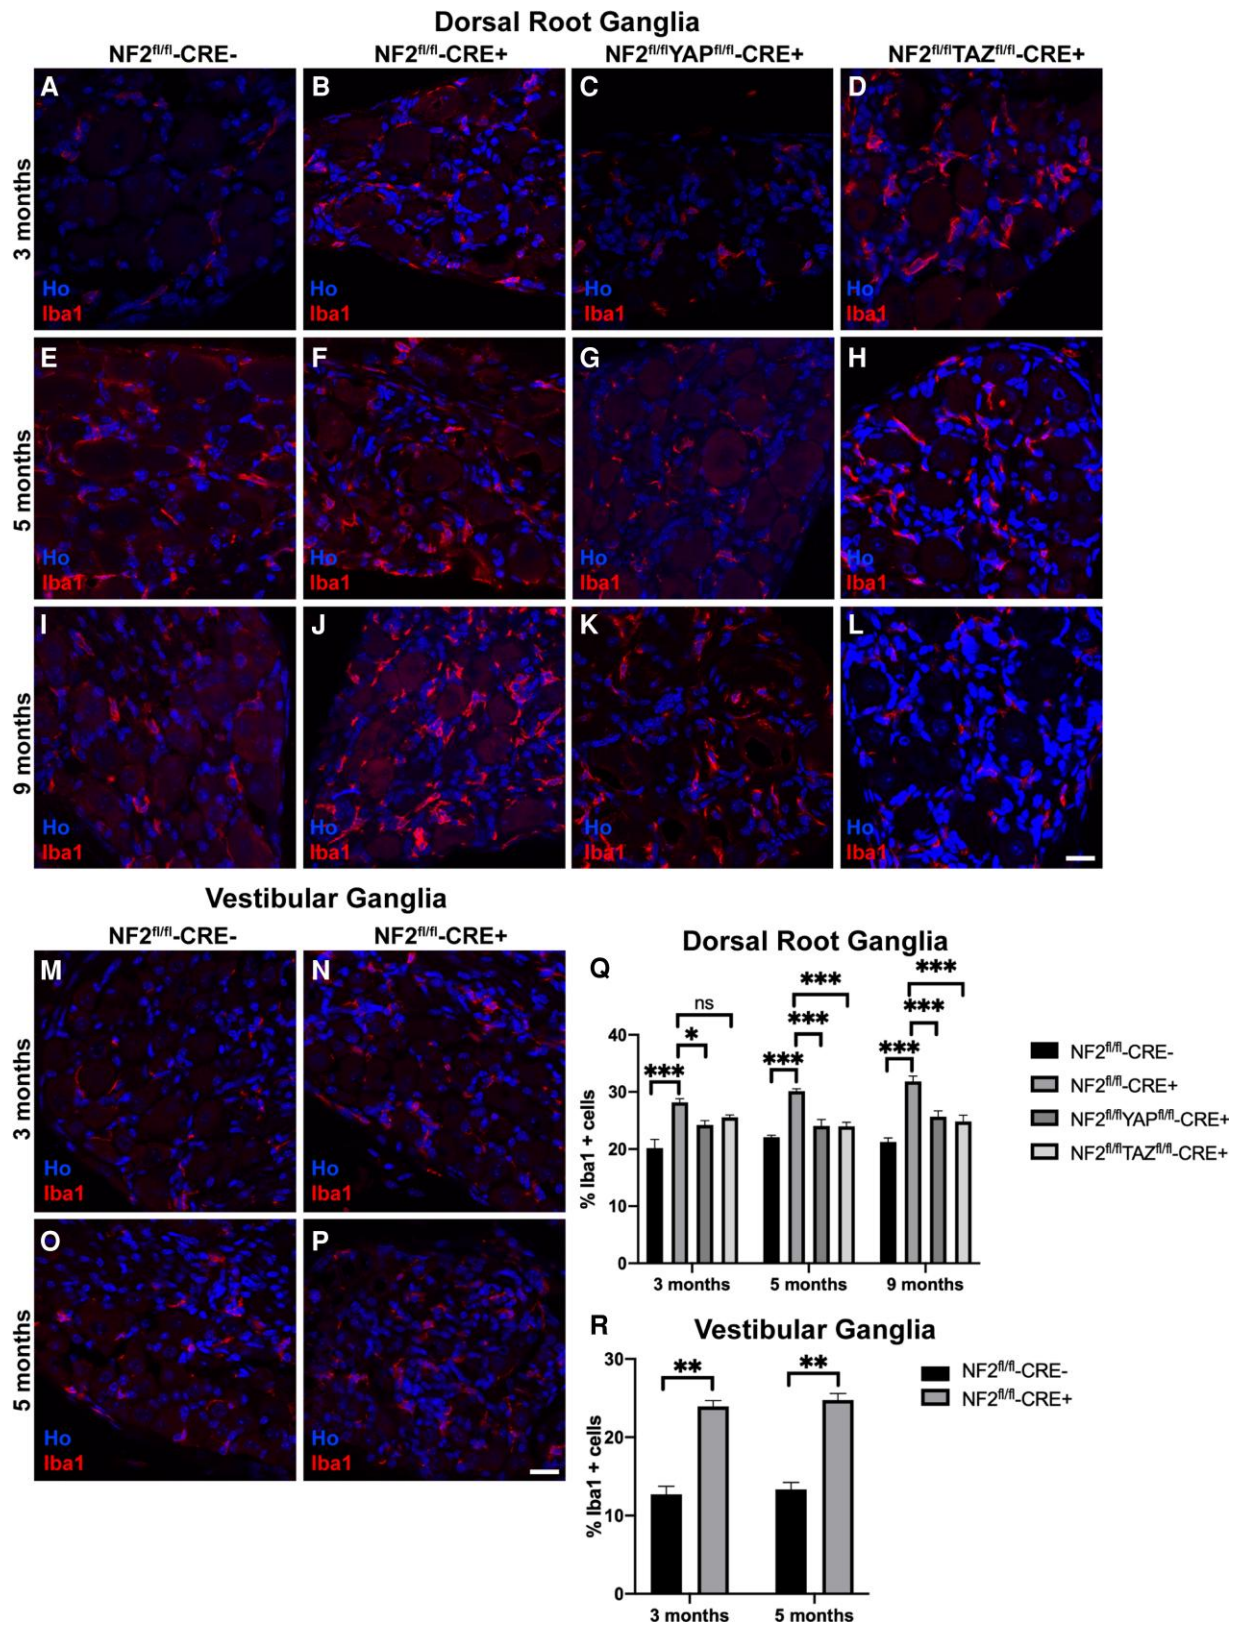 Dorsal Root Ganglia
NF2fl/fl-CRE- NF2fl/fl-CRE+ NF2fl/flYAPfl/fl-CRE+ NF2fl/flTAZfl/fl-CRE+
3 months
A B C D
Ho Ho Ho Ho
Iba1 Iba1 Iba1 Iba1
5 months
E F G H
Ho Ho Ho Ho
Iba1 Iba1 Iba1 Iba1
9 months
I J K L
Ho Ho Ho Ho
Iba1 Iba1 Iba1 Iba1
Vestibular Ganglia
NF2fl/fl-CRE- NF2fl/fl-CRE+
3 months
M N
Ho Ho
Iba1 Iba1
5 months
O P
Ho Ho
Iba1 Iba1
Q
Dorsal Root Ganglia
% Iba1 + cells
40
30
20
10
0
*** * ns
*** *** ***
*** *** ***
3 months 5 months 9 months
NF2fl/fl-CRE-
NF2fl/fl-CRE+
NF2fl/flYAPfl/fl-CRE+
NF2fl/flTAZfl/fl-CRE+
R
Vestibular Ganglia
% Iba1 + cells
30
20
10
0
** **
3 months 5 months
NF2fl/fl-CRE-
NF2fl/fl-CRE+